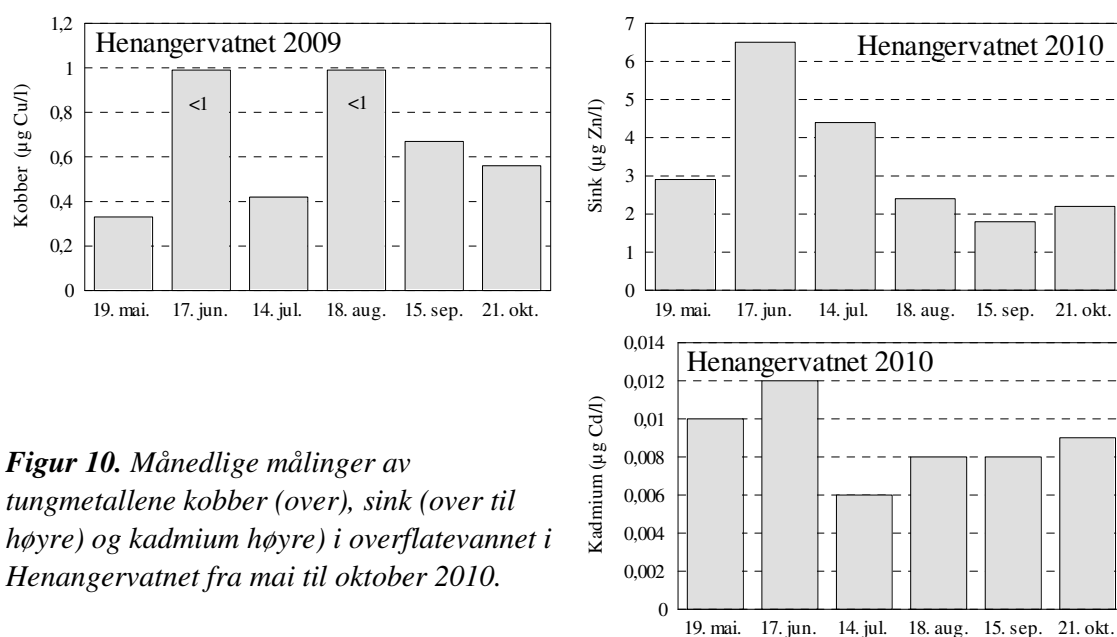 Henangervatnet 2009
Kobber (µg Cu/l)
1,2
1
0,8
0,6
0,4
0,2
0
<1
<1
19. mai.
17. jun.
14. jul.
18. aug.
15. sep.
21. okt.
Henangervatnet 2010
Sink (µg Zn/l)
7
6
5
4
3
2
1
0
19. mai.
17. jun.
14. jul.
18. aug.
15. sep.
21. okt.
Henangervatnet 2010
Kadmium (µg Cd/l)
0,014
0,012
0,01
0,008
0,006
0,004
0,002
0
19. mai.
17. jun.
14. jul.
18. aug.
15. sep.
21. okt.
Figur 10. Månedlige målinger av
tungmetallene kobber (over), sink (over til
høyre) og kadmium høyre) i overflatevannet i
Henangervatnet fra mai til oktober 2010.